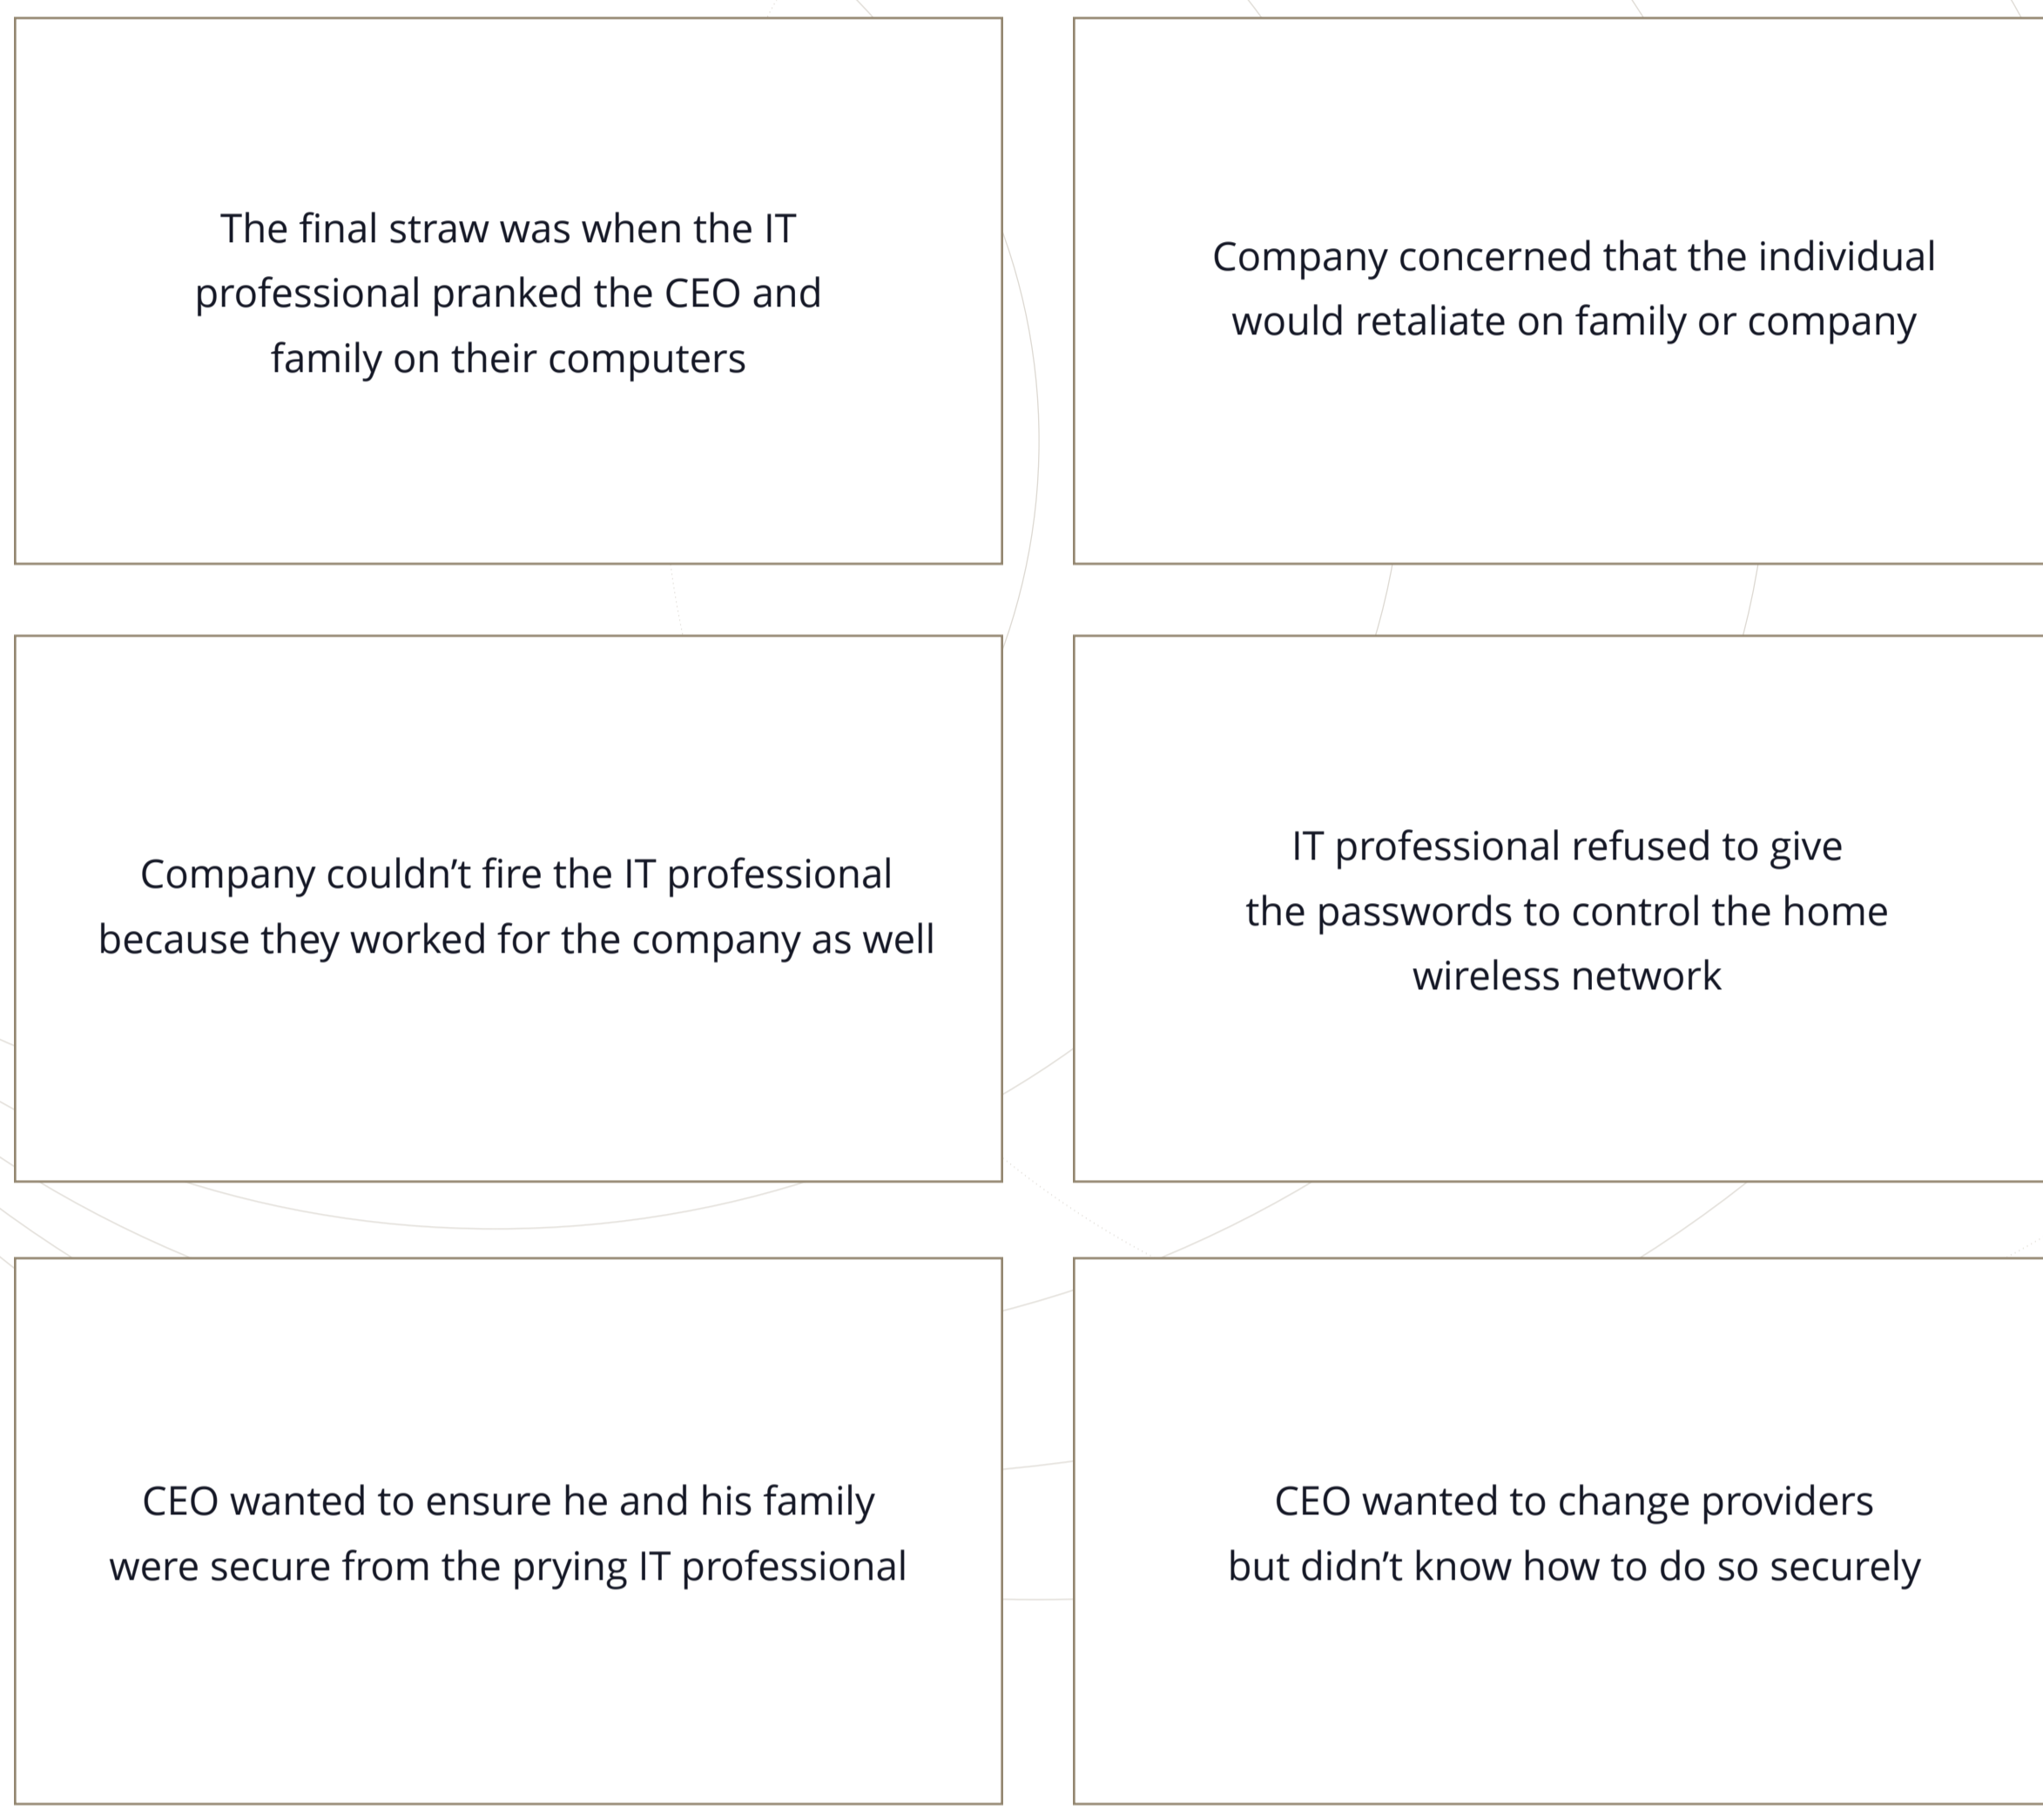 The final straw was when the IT
professional pranked the CEO and
family on their computers
Company concerned that the individual
would retaliate on family or company
Company couldn’t fire the IT professional
because they worked for the company as well
IT professional refused to give
the passwords to control the home
wireless network
CEO wanted to ensure he and his family
were secure from the prying IT professional
CEO wanted to change providers
but didn’t know how to do so securely